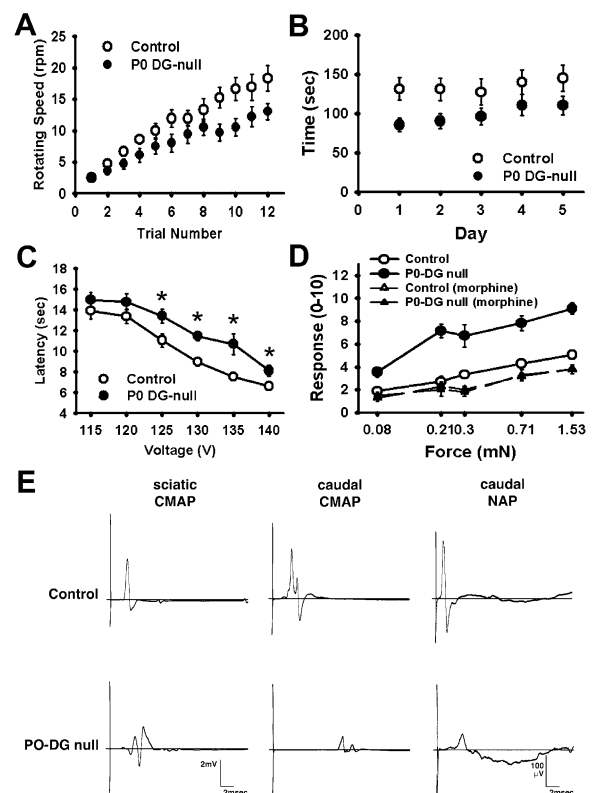 A
Control
P0 DG-null
Rotating Speed (rpm)
25
20
15
10
5
0
0 2 4 6 8 10 12
Trial Number
B
Time (sec)
200
150
100
50
0
Control
P0 DG-null
1 2 3 4 5
Day
C
Latency (sec)
18
16
14
12
10
8
6
4
* * * *
Control
P0 DG-null
115 120 125 130 135 140
Voltage (V)
D
Control
P0-DG null
Control (morphine)
P0-DG null (morphine)
Response (0-10)
12
10
8
6
4
2
0
0.08 0.21 0.3 0.71 1.53
Force (mN)
E
sciatic CMAP
caudal CMAP
caudal NAP
Control
PO-DG null
2mV
2msec
100 µV
2msec